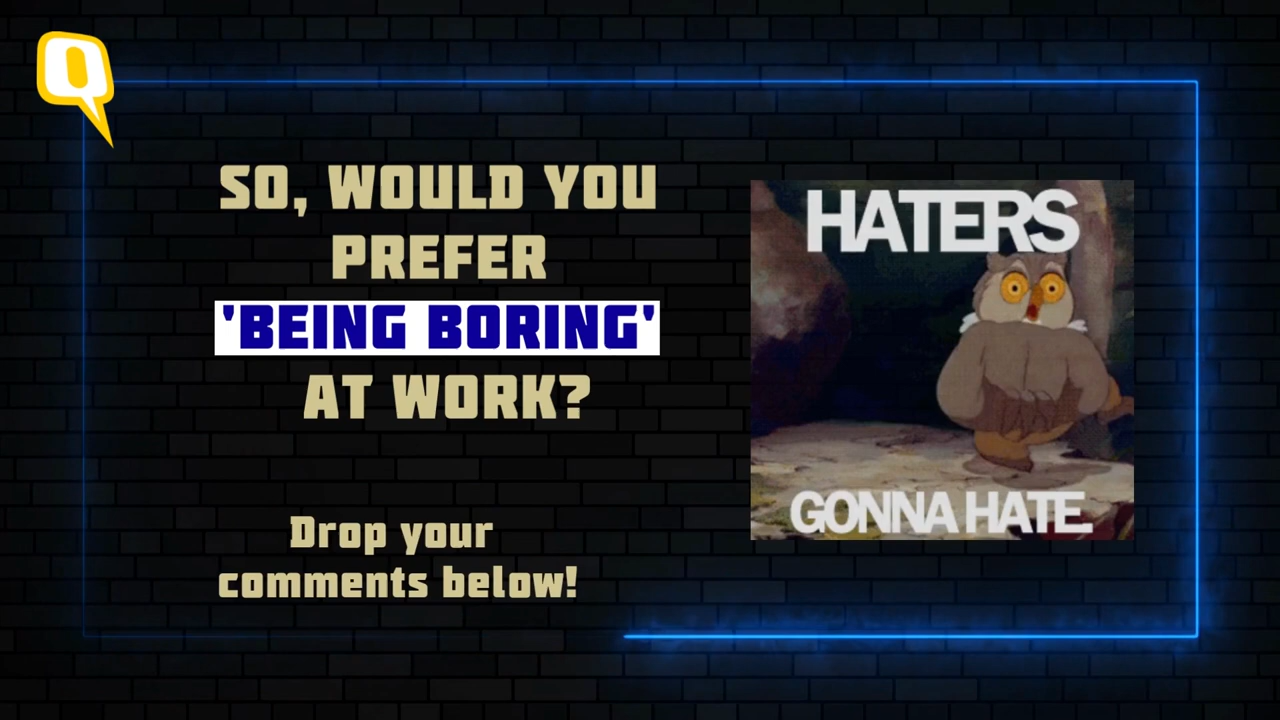 Q
SO, WOULD YOU
PREFER
'BEING BORING'
AT WORK?
Drop your
comments below!
HATERS
GONNA HATE.